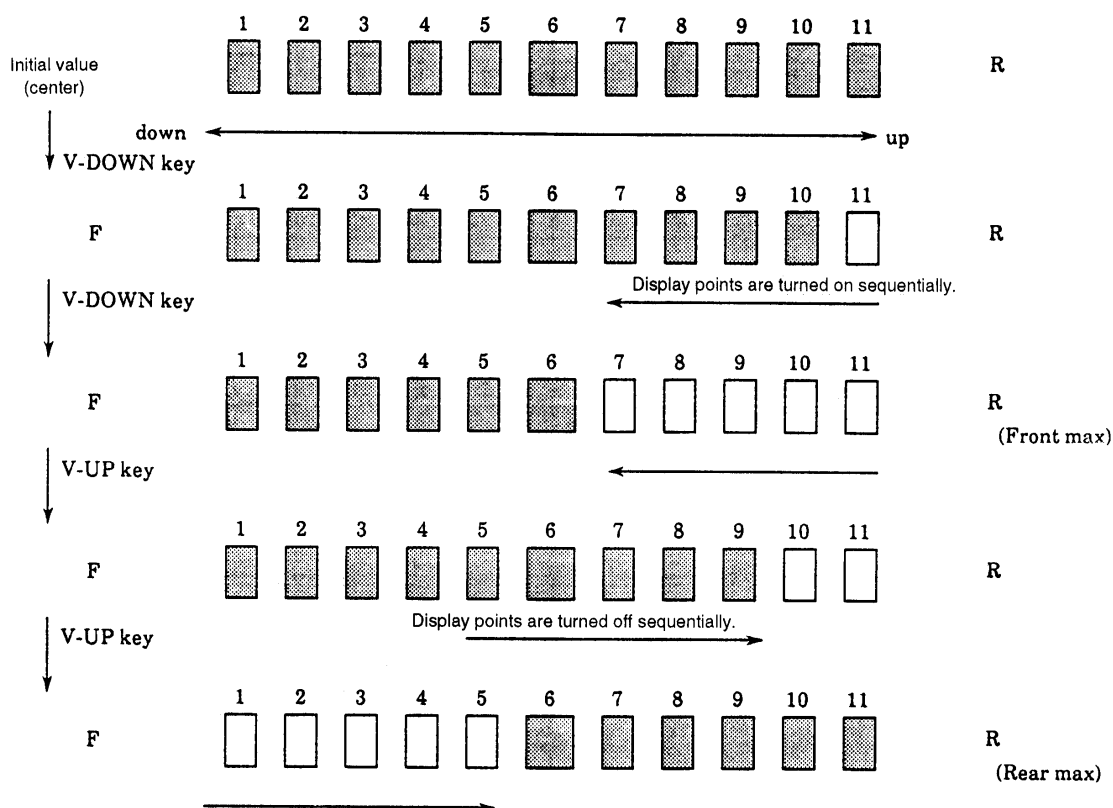 1 2 3 4 5 6 7 8 9 10 11
Initial value
(center)
R
down
up
V-DOWN key
1 2 3 4 5 6 7 8 9 10 11
F
R
Display points are turned on sequentially.
V-DOWN key
1 2 3 4 5 6 7 8 9 10 11
F
R
(Front max)
V-UP key
1 2 3 4 5 6 7 8 9 10 11
F
R
Display points are turned off sequentially.
V-UP key
1 2 3 4 5 6 7 8 9 10 11
F
R
(Rear max)